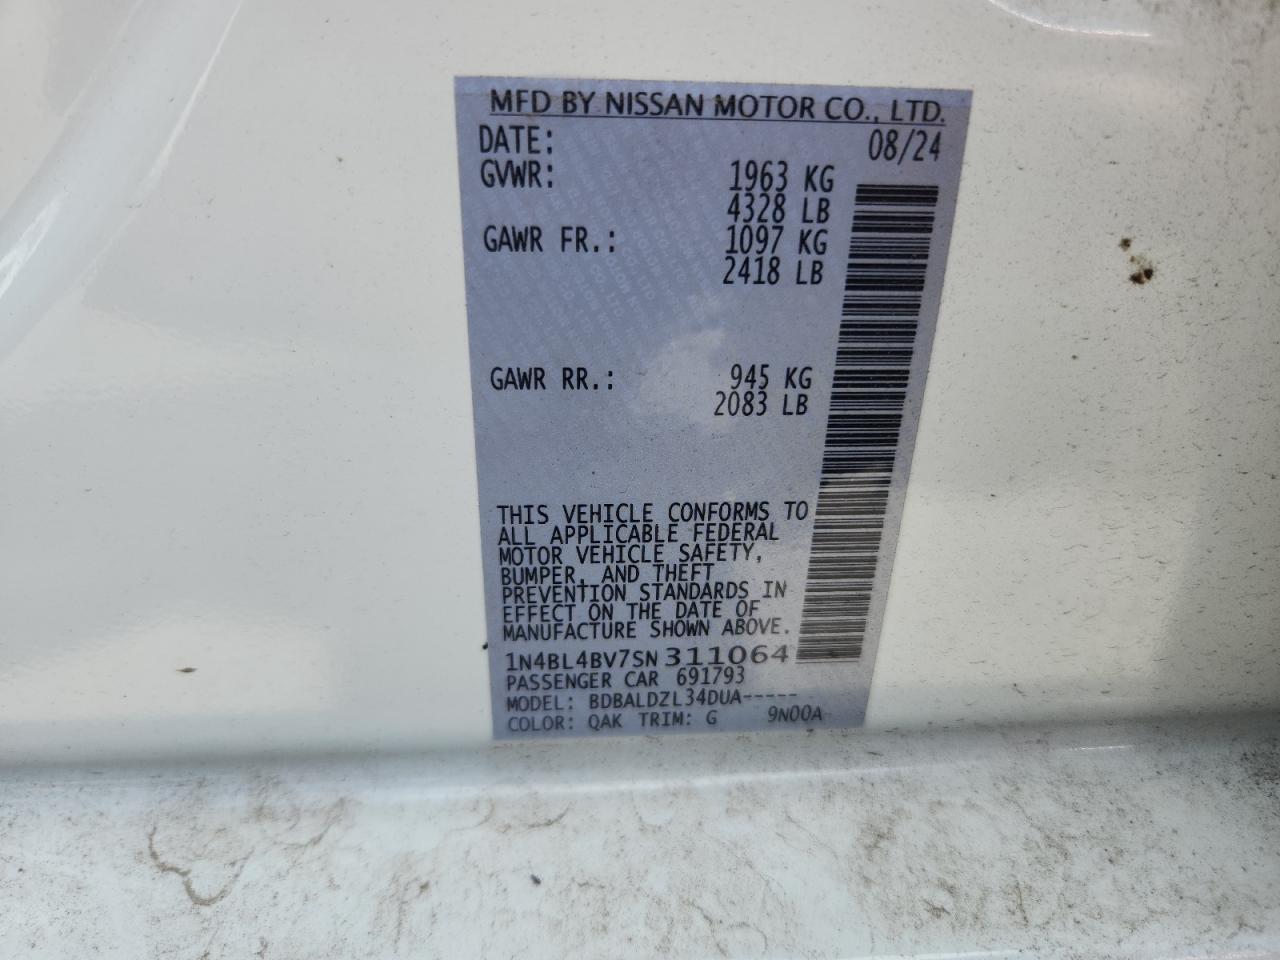 MFD BY NISSAN MOTOR CO., LTD.
DATE: 08/24
GVWR: 1963 KG
4328 LB
GAWR FR.: 1097 KG
2418 LB
GAWR RR.: 945 KG
2083 LB
THIS VEHICLE CONFORMS TO
ALL APPLICABLE FEDERAL
MOTOR VEHICLE SAFETY,
BUMPER, AND THEFT
PREVENTION STANDARDS IN
EFFECT ON THE DATE OF
MANUFACTURE SHOWN ABOVE.
1N4BL4BV7SN311064
PASSENGER CAR 691793
MODEL: BDBALDZL34DUA-----
COLOR: QAK TRIM: G 9N00A